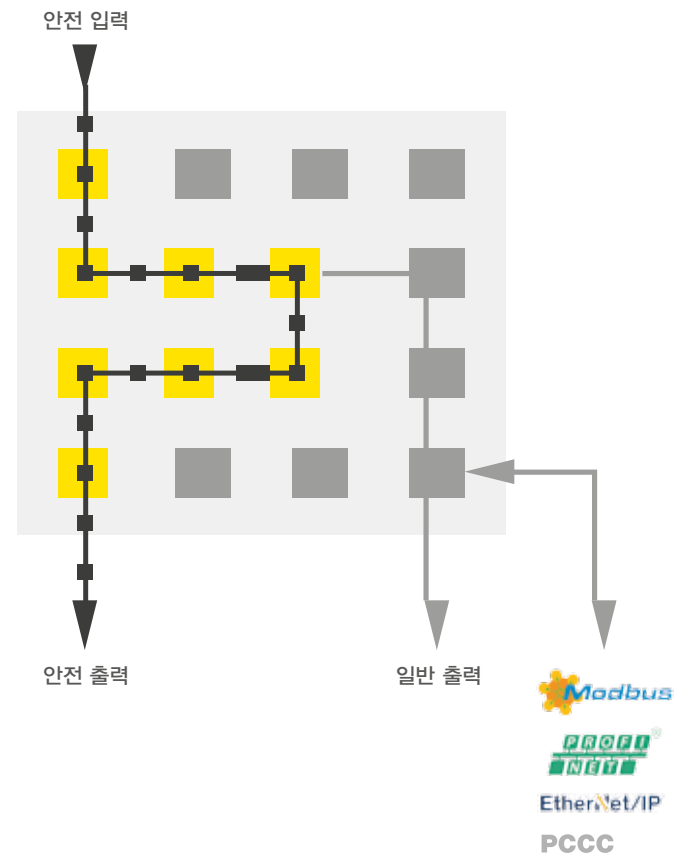 안전 입력
안전 출력
일반 출력
Modbus
PROFI
NET
EtherNet/IP
PCCC